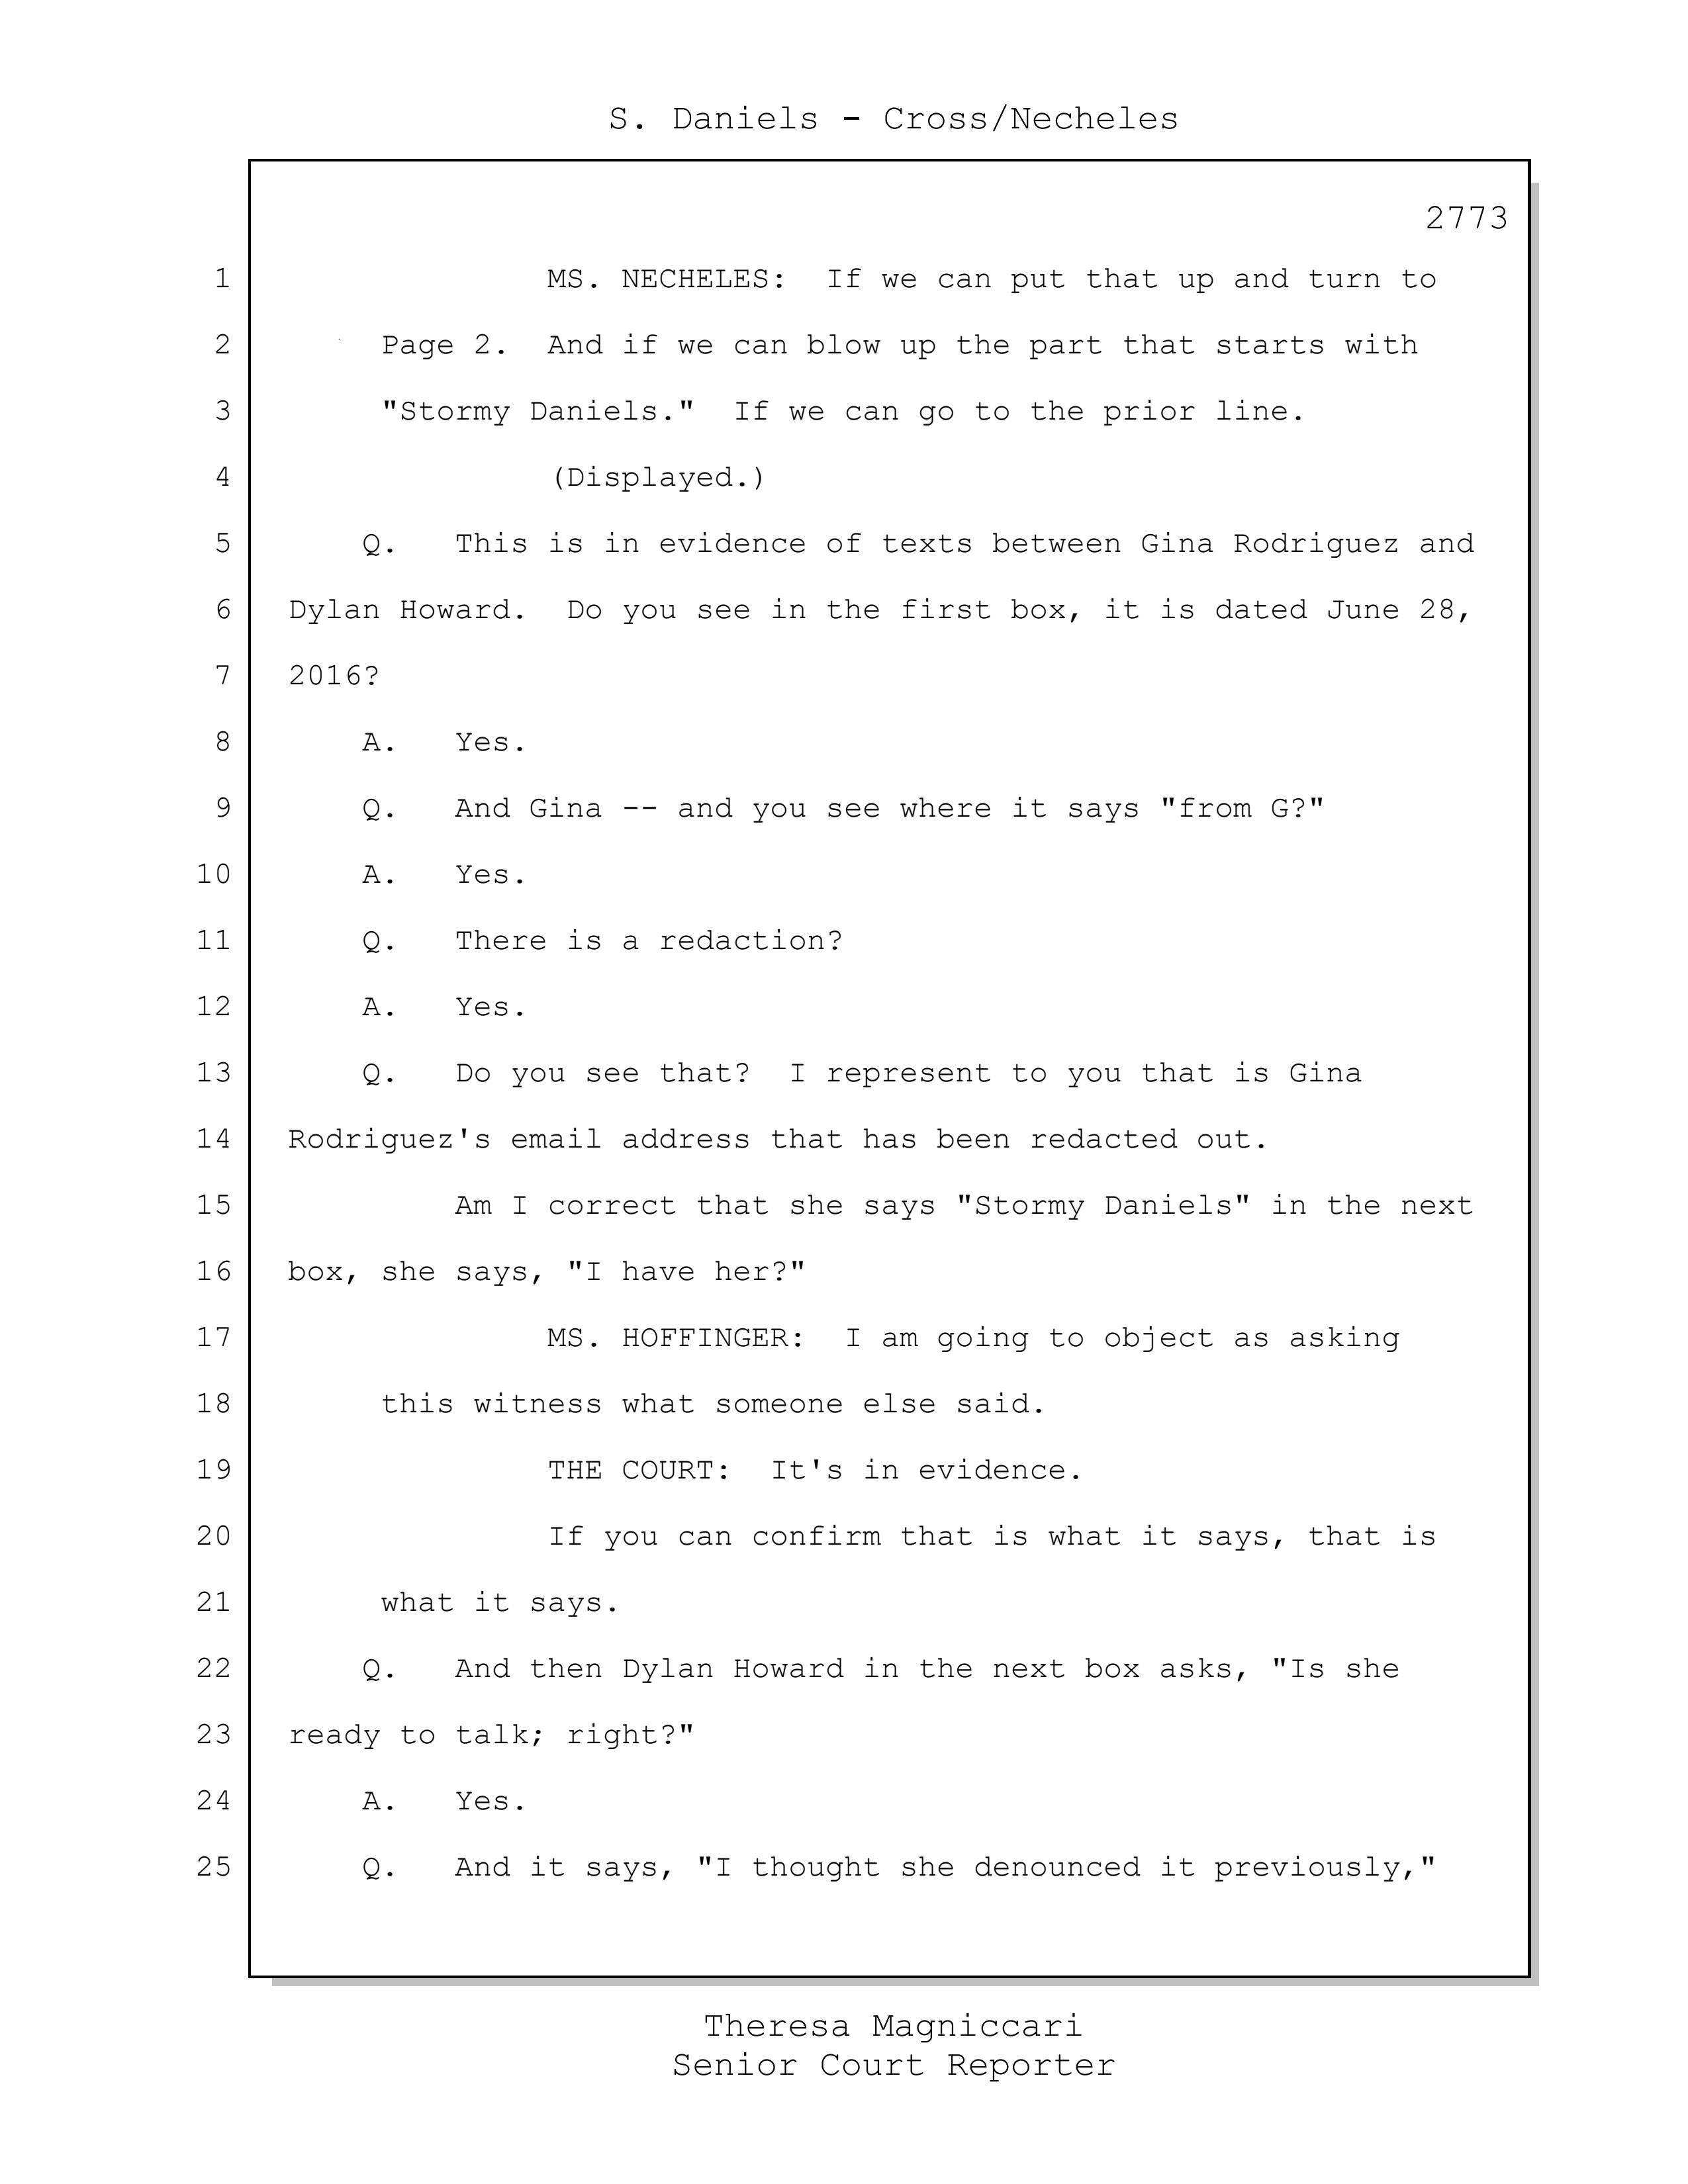 S. Daniels - Cross/Necheles
2773
1 MS. NECHELES: If we can put that up and turn to
2 Page 2. And if we can blow up the part that starts with
3 "Stormy Daniels." If we can go to the prior line.
4 (Displayed.)
5 Q. This is in evidence of texts between Gina Rodriguez and
6 Dylan Howard. Do you see in the first box, it is dated June 28,
7 2016?
8 A. Yes.
9 Q. And Gina -- and you see where it says "from G?"
10 A. Yes.
11 Q. There is a redaction?
12 A. Yes.
13 Q. Do you see that? I represent to you that is Gina
14 Rodriguez's email address that has been redacted out.
15 Am I correct that she says "Stormy Daniels" in the next
16 box, she says, "I have her?"
17 MS. HOFFINGER: I am going to object as asking
18 this witness what someone else said.
19 THE COURT: It's in evidence.
20 If you can confirm that is what it says, that is
21 what it says.
22 Q. And then Dylan Howard in the next box asks, "Is she
23 ready to talk; right?"
24 A. Yes.
25 Q. And it says, "I thought she denounced it previously,"
Theresa Magniccari
Senior Court Reporter